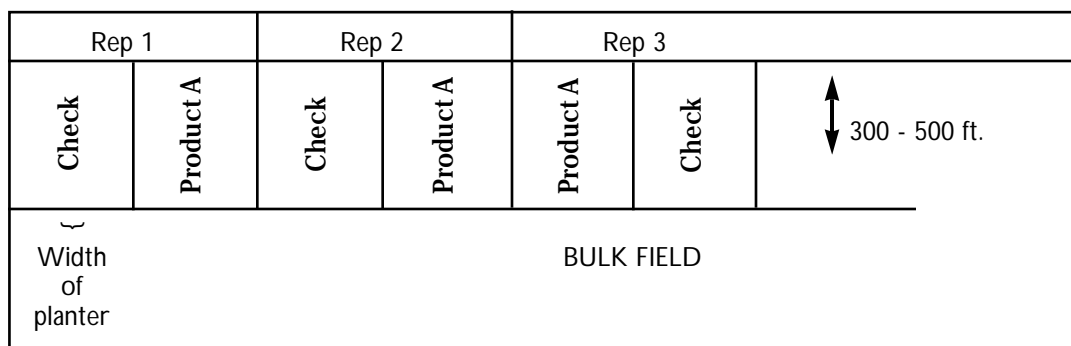 Rep 1
Rep 2
Rep 3
Check
Product A
Check
Product A
Product A
Check
300 - 500 ft.
Width
of
planter
BULK FIELD